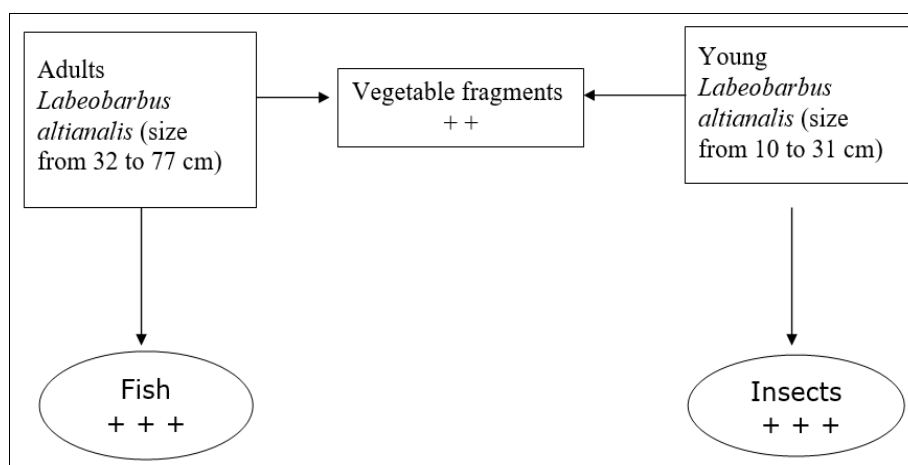 Adults
Labeobarbus
altianalis (size
from 32 to 77 cm)
Vegetable fragments
+ +
Young
Labeobarbus
altianalis (size
from 10 to 31 cm)
Fish
+ + +
Insects
+ + +